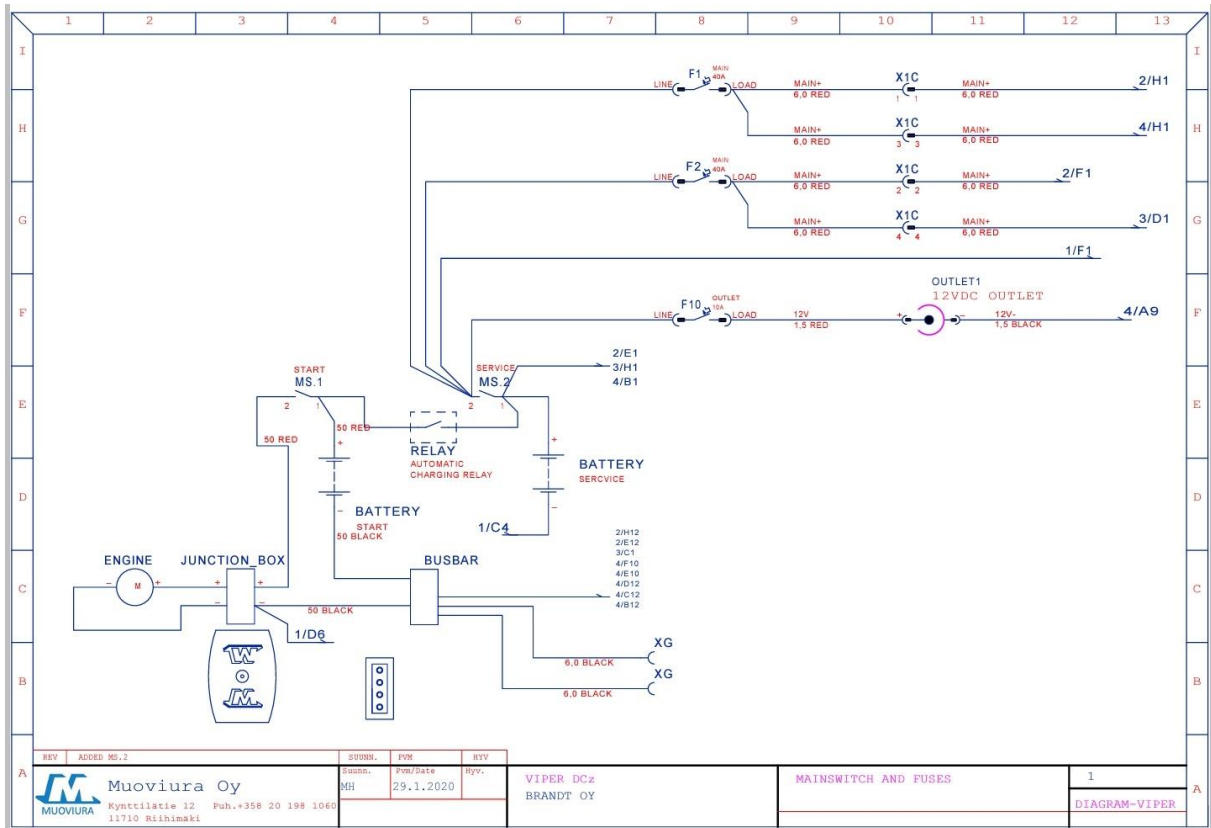 1 2 3 4 5 6 7 8 9 10 11 12 13
I I
F1 MAIN 40A
LINE LOAD MAIN+ X1C MAIN+ 2/H1
6,0 RED 1 1 6,0 RED
H H
X1C
MAIN+ MAIN+ 4/H1
6,0 RED 3 3 6,0 RED
F2 MAIN 40A
LINE LOAD MAIN+ X1C MAIN+ 2/F1
6,0 RED 2 2 6,0 RED
G G
X1C
MAIN+ MAIN+ 3/D1
6,0 RED 4 4 6,0 RED
1/F1
OUTLET1
12VDC OUTLET
F10 OUTLET 10A
F F
LINE LOAD 12V + - 12V- 4/A9
1,5 RED 1,5 BLACK
2/E1
3/H1
4/B1
START
MS.1
SERVICE
MS.2
E E
2 1 2 1
50 RED
50 RED
RELAY
AUTOMATIC
CHARGING RELAY
+
+
BATTERY
SERCVICE
D D
-
-
BATTERY
START
50 BLACK
1/C4
2/H12
2/E12
3/C1
4/F10
4/E10
4/D12
4/C12
4/B12
ENGINE JUNCTION_BOX BUSBAR
C C
- M + + +
- -
50 BLACK
1/D6
XG
6,0 BLACK
XG
6,0 BLACK
B B
REV ADDED MS.2 SUUNN. PVM HYV
A A
MUOVIURA
Muoviura Oy
Kynttilätie 12 Puh.+358 20 198 1060
11710 Riihimäki
Suunn. Pvm/Date Hyv.
MH 29.1.2020
VIPER DCz
BRANDT OY
MAINSWITCH AND FUSES
1
DIAGRAM-VIPER